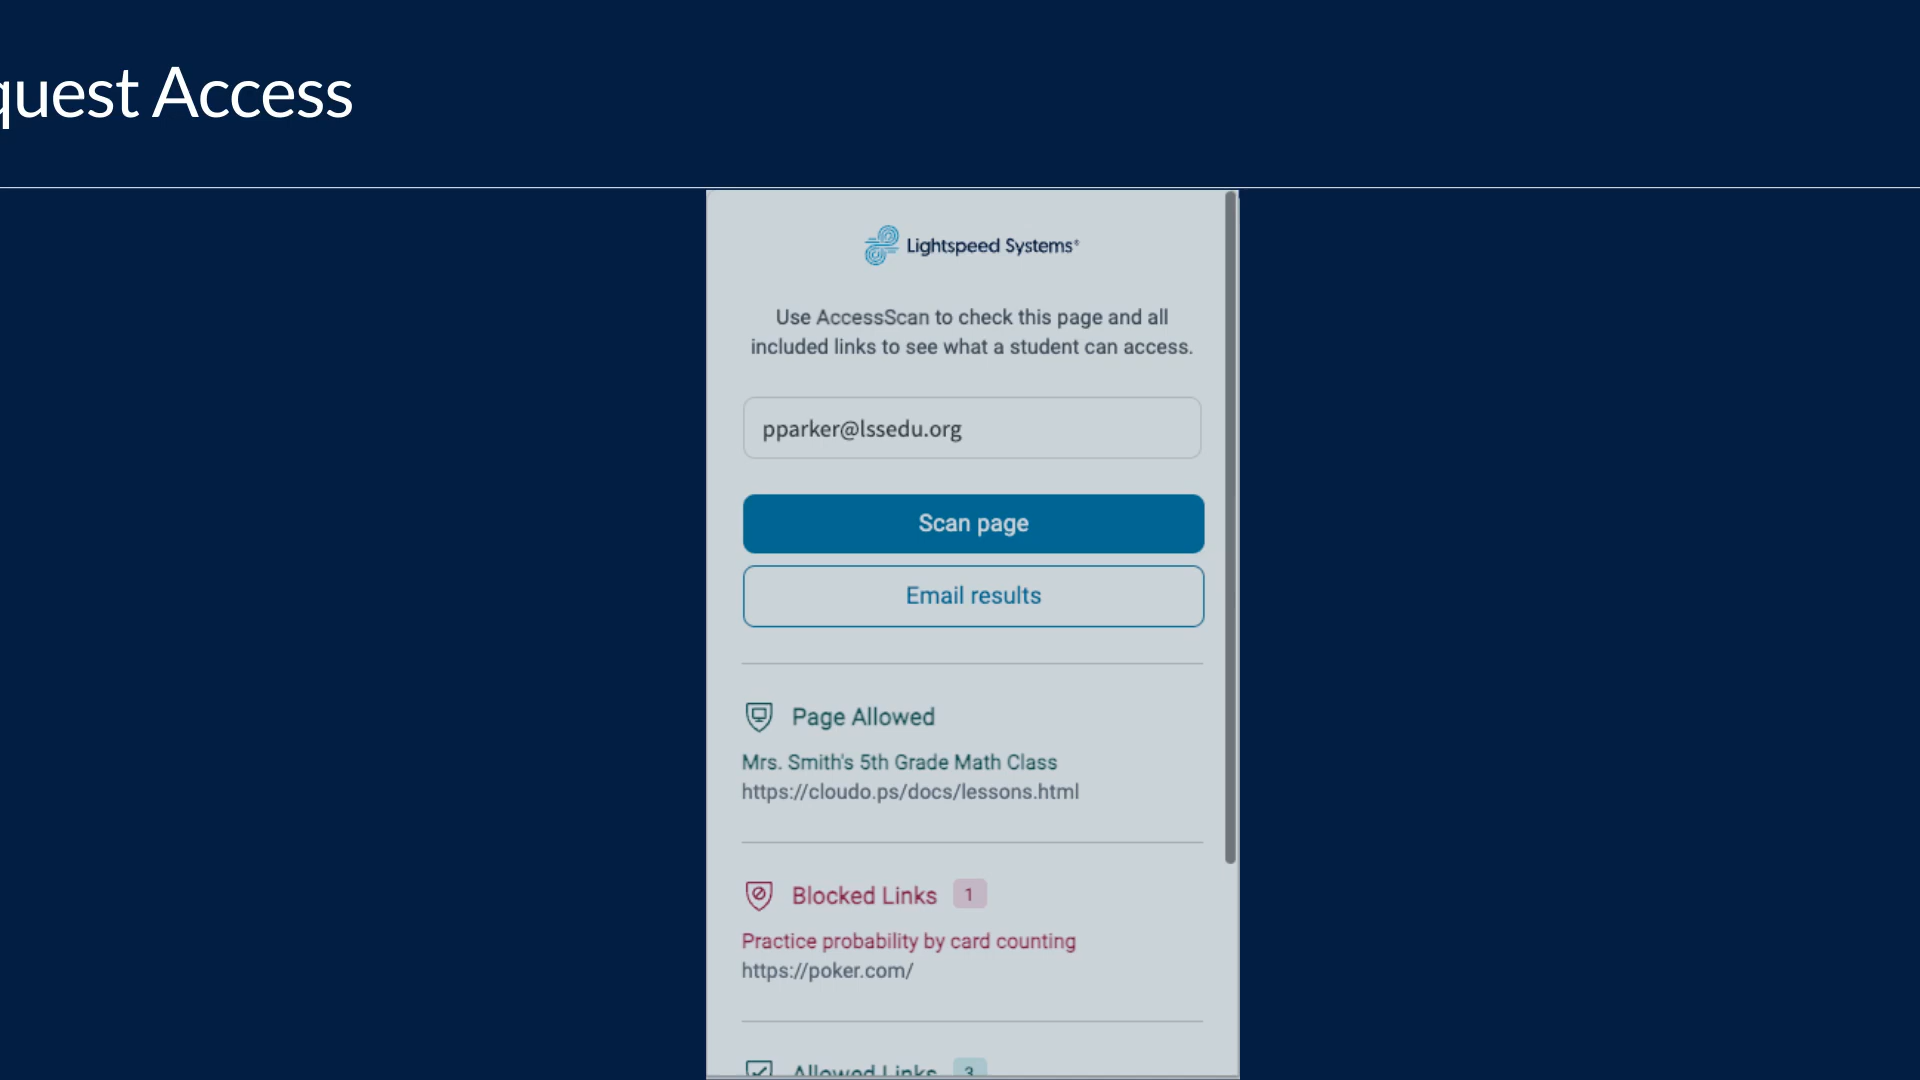 quest Access
Lightspeed Systems®
Use AccessScan to check this page and all
included links to see what a student can access.
pparker@lssedu.org
Scan page
Email results
Page Allowed
Mrs. Smith's 5th Grade Math Class
https://cloudo.ps/docs/lessons.html
Blocked Links 1
Practice probability by card counting
https://poker.com/
Allowed Links 3